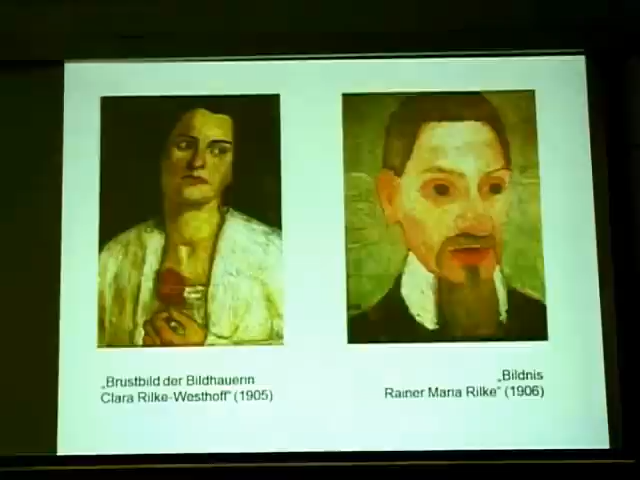 „Brustbild der Bildhauerin
Clara Rilke-Westhoff“ (1905)
„Bildnis
Rainer Maria Rilke“ (1906)